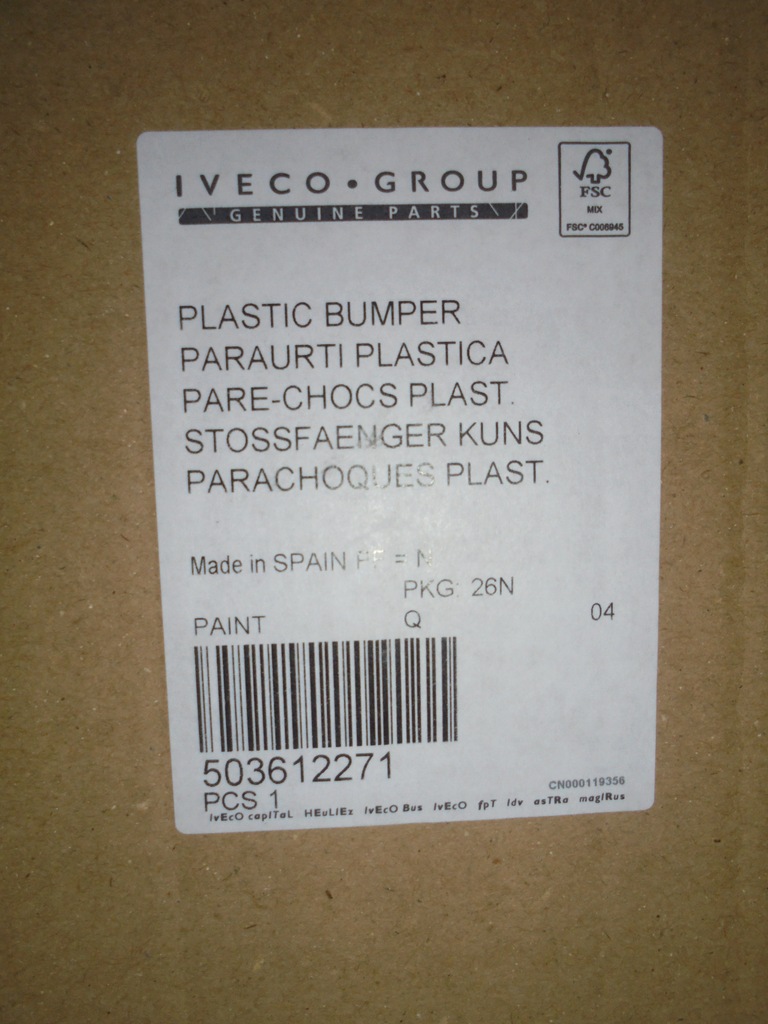 IVECO • GROUP
GENUINE PARTS
FSC
MIX
FSC® C006945
PLASTIC BUMPER
PARAURTI PLASTICA
PARE-CHOCS PLAST.
STOSSFAENGER KUNS
PARACHOQUES PLAST.
Made in SPAIN = N
PKG: 26N
PAINT Q 04
503612271
PCS 1
CN000119356
IvEcO capITaL HEuLIEz IvEcO Bus IvEcO fpT Idv asTRa magIRus